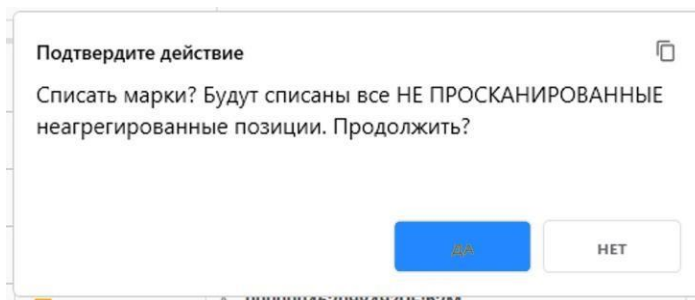 Подтвердите действие
Списать марки? Будут списаны все НЕ ПРОСКАНИРОВАННЫЕ
неагрегированные позиции. Продолжить?
ДА
НЕТ